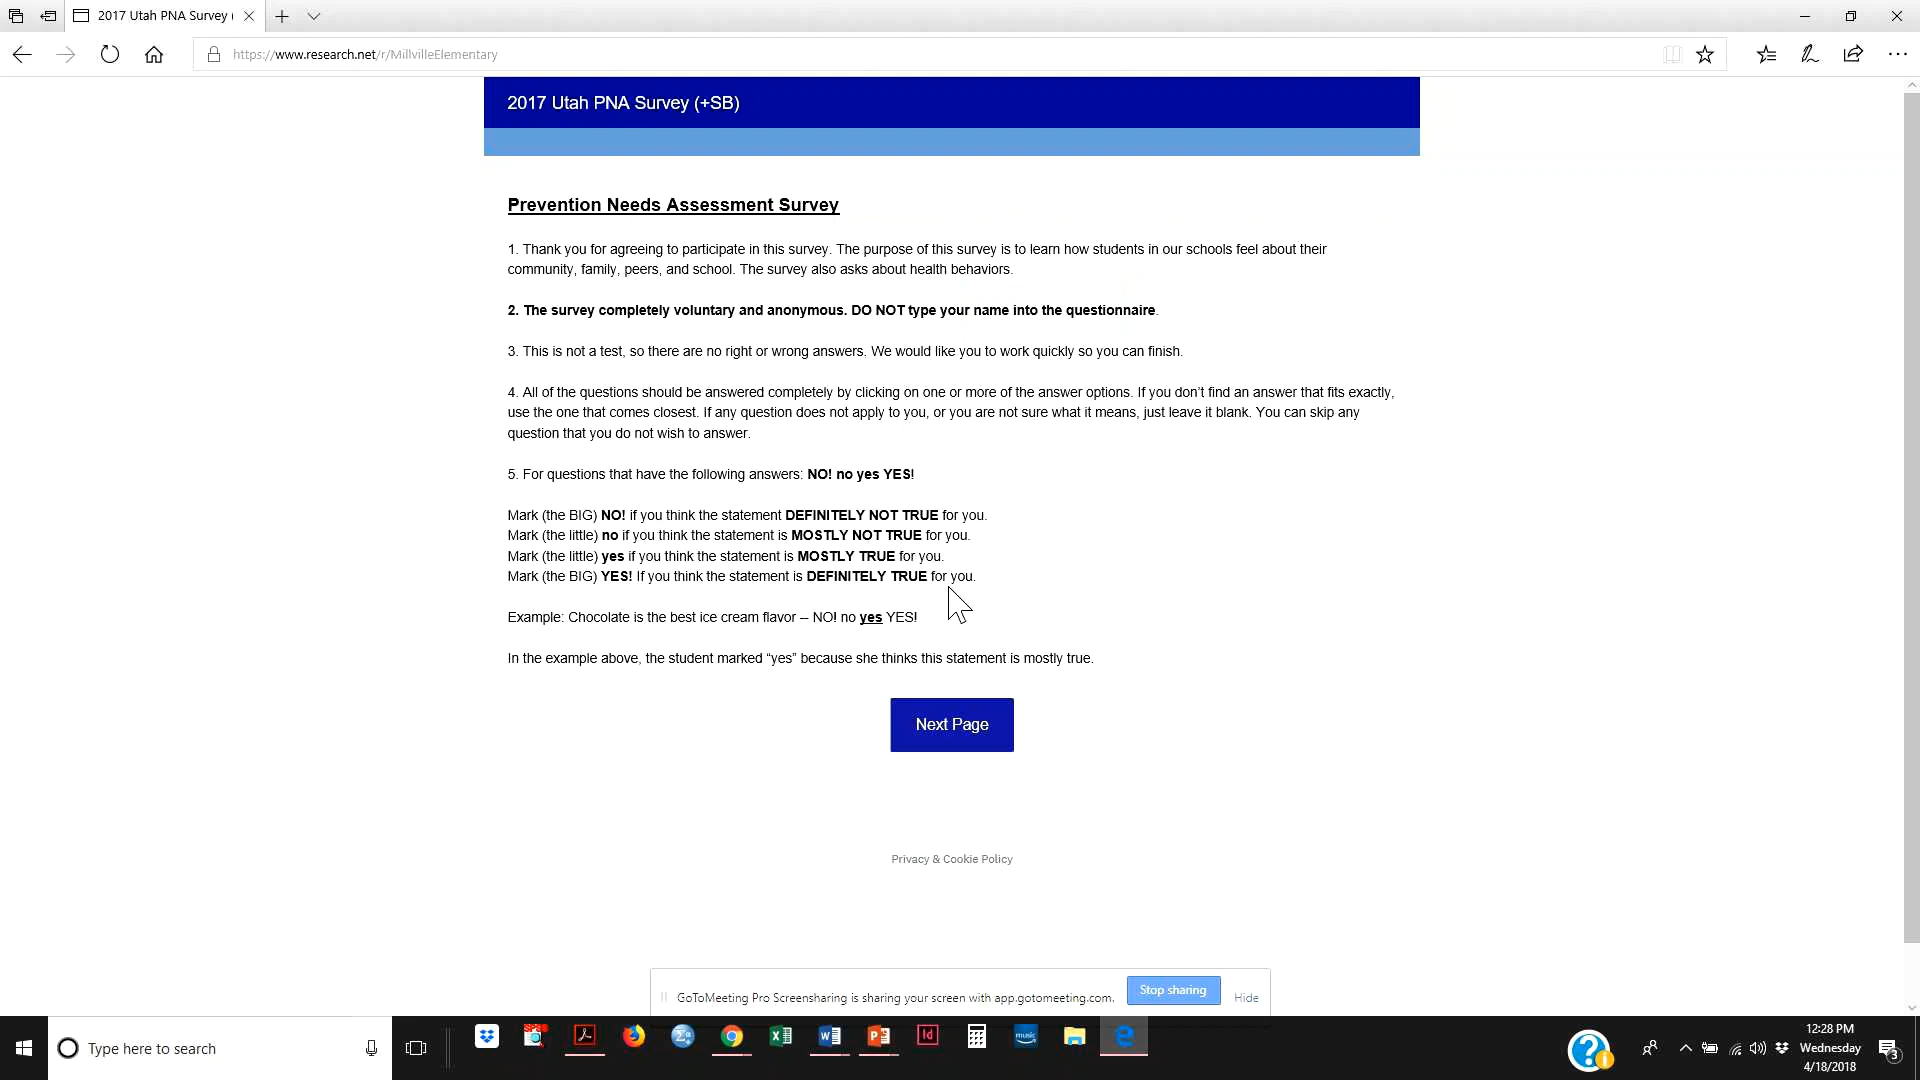 2017 Utah PNA Survey (
https://www.research.net/r/MillvilleElementary
2017 Utah PNA Survey (+SB)
Prevention Needs Assessment Survey
1. Thank you for agreeing to participate in this survey. The purpose of this survey is to learn how students in our schools feel about their
community, family, peers, and school. The survey also asks about health behaviors.
2. The survey completely voluntary and anonymous. DO NOT type your name into the questionnaire.
3. This is not a test, so there are no right or wrong answers. We would like you to work quickly so you can finish.
4. All of the questions should be answered completely by clicking on one or more of the answer options. If you don't find an answer that fits exactly,
use the one that comes closest. If any question does not apply to you, or you are not sure what it means, just leave it blank. You can skip any
question that you do not wish to answer.
5. For questions that have the following answers: NO! no yes YES!
Mark (the BIG) NO! if you think the statement DEFINITELY NOT TRUE for you.
Mark (the little) no if you think the statement is MOSTLY NOT TRUE for you.
Mark (the little) yes if you think the statement is MOSTLY TRUE for you.
Mark (the BIG) YES! If you think the statement is DEFINITELY TRUE for you.
Example: Chocolate is the best ice cream flavor -- NO! no yes YES!
In the example above, the student marked “yes” because she thinks this statement is mostly true.
Next Page
Privacy & Cookie Policy
GoToMeeting Pro Screensharing is sharing your screen with app.gotomeeting.com.
Stop sharing
Hide
Type here to search
Id
music
12:28 PM
Wednesday
4/18/2018
3